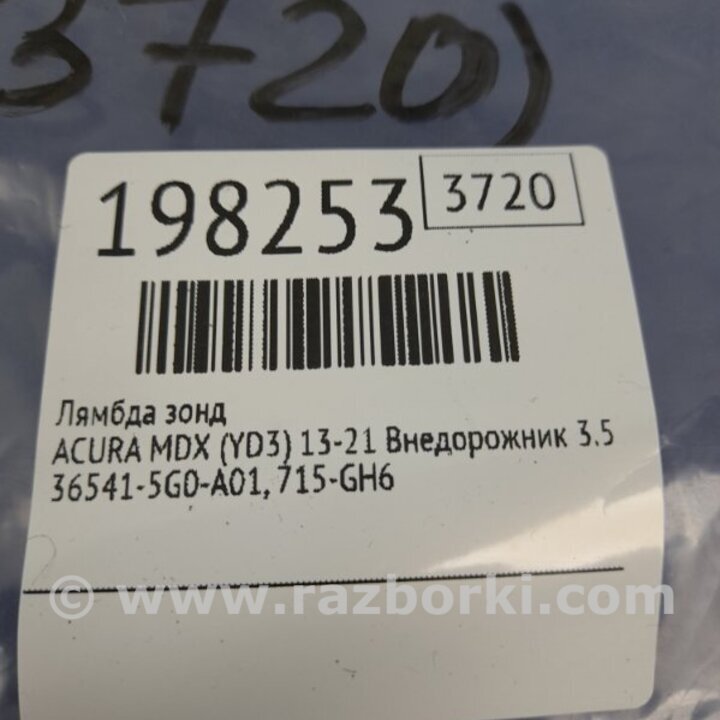 3720)
198253 3720
Лямбда зонд
ACURA MDX (YD3) 13-21 Внедорожник 3.5
36541-5G0-A01, 715-GH6
© www.razborki.com